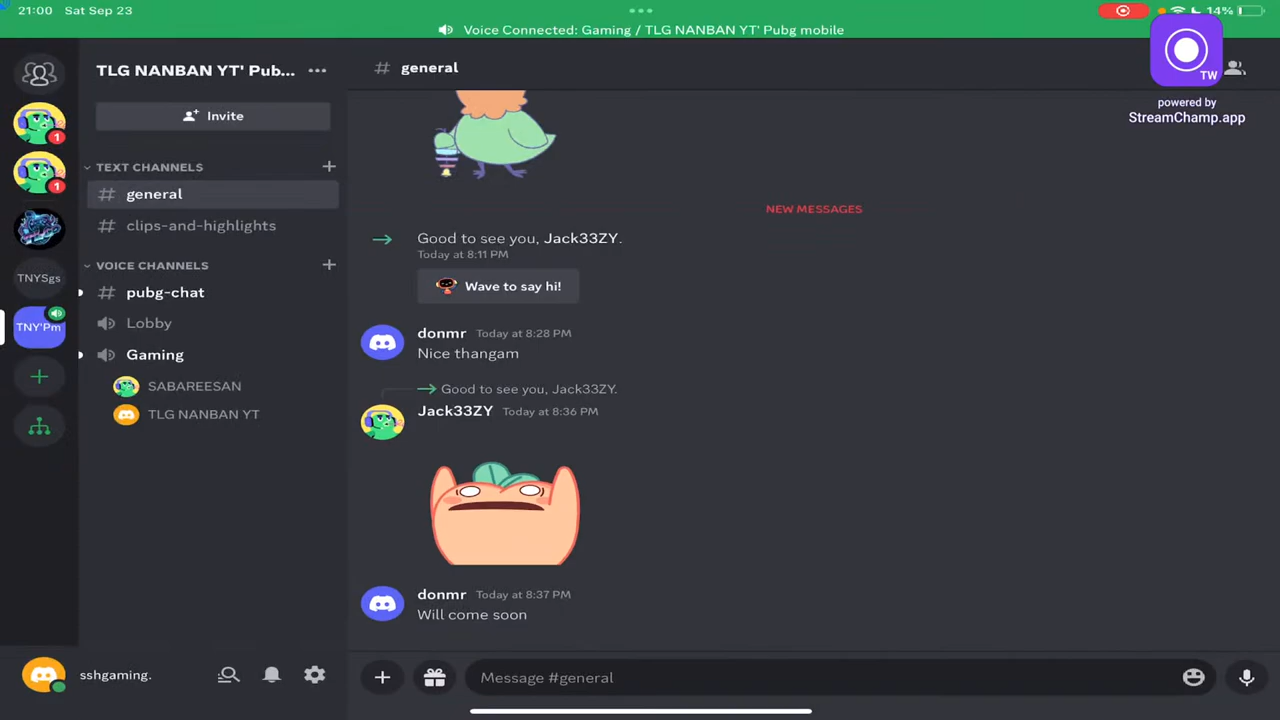 21:00 Sat Sep 23
14%
Voice Connected: Gaming / TLG NANBAN YT' Pubg mobile
TW
powered by
StreamChamp.app
TLG NANBAN YT' Pub...
Invite
TEXT CHANNELS
general
clips-and-highlights
VOICE CHANNELS
pubg-chat
Lobby
Gaming
SABAREESAN
TLG NANBAN YT
1
1
TNYSgs
TNY'Pm
sshgaming.
# general
NEW MESSAGES
Good to see you, Jack33ZY.
Today at 8:11 PM
Wave to say hi!
donmr Today at 8:28 PM
Nice thangam
Good to see you, Jack33ZY.
Jack33ZY Today at 8:36 PM
donmr Today at 8:37 PM
Will come soon
Message #general